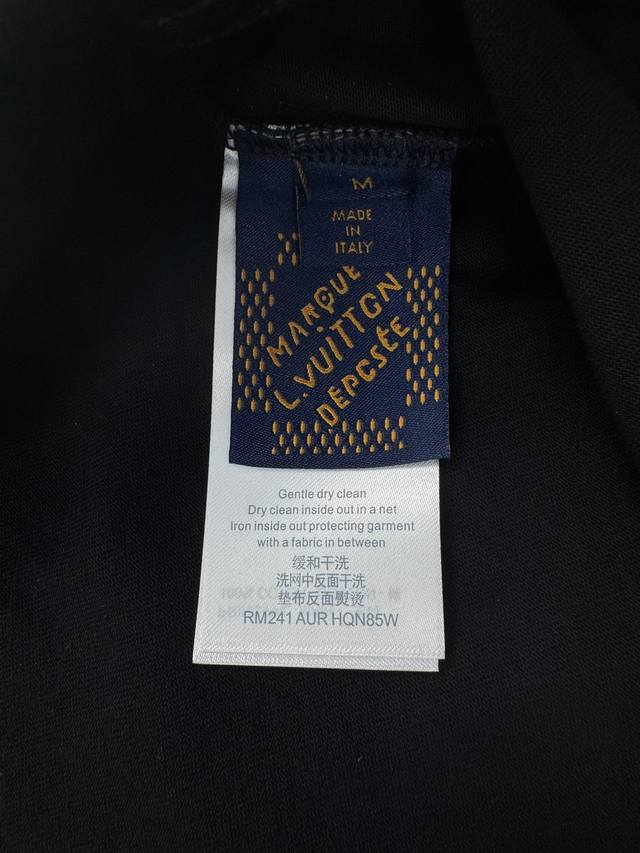 M
MADE
IN
ITALY
MARQUE
L.VUITTON
DEPOSÉE
Gentle dry clean
Dry clean inside out in a net
Iron inside out protecting garment
with a fabric in between
缓和干洗
洗网中反面干洗
垫布反面熨烫
RM241 AUR HQN85W